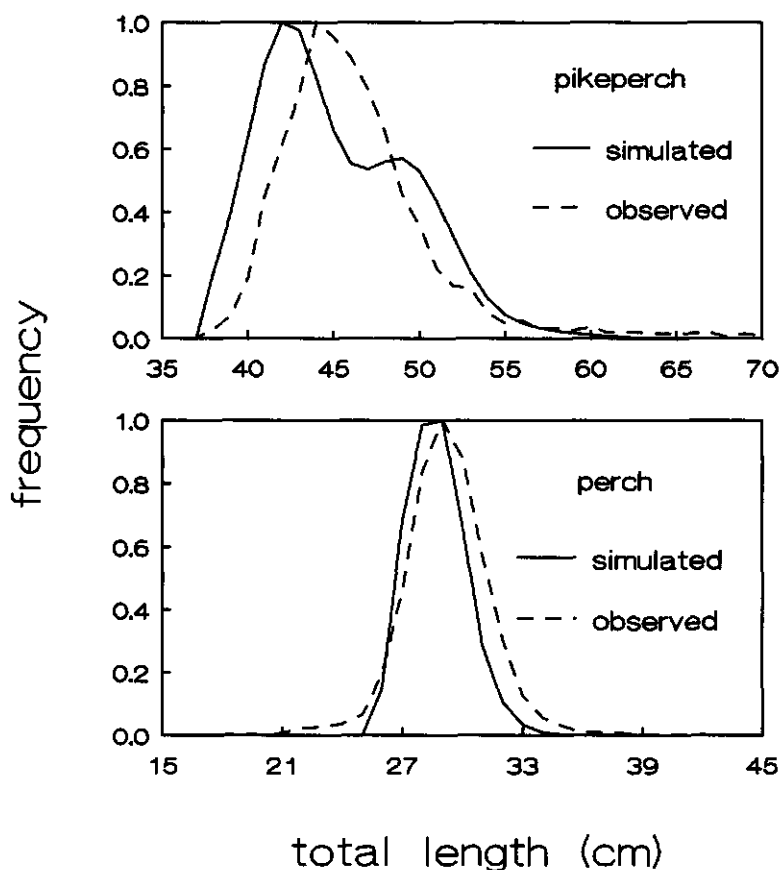 frequency
1.0
0.8
0.6
0.4
0.2
0.0
pikeperch
simulated
observed
35 40 45 50 55 60 65 70
1.0
0.8
0.6
0.4
0.2
0.0
perch
simulated
observed
15 21 27 33 39 45
total length (cm)